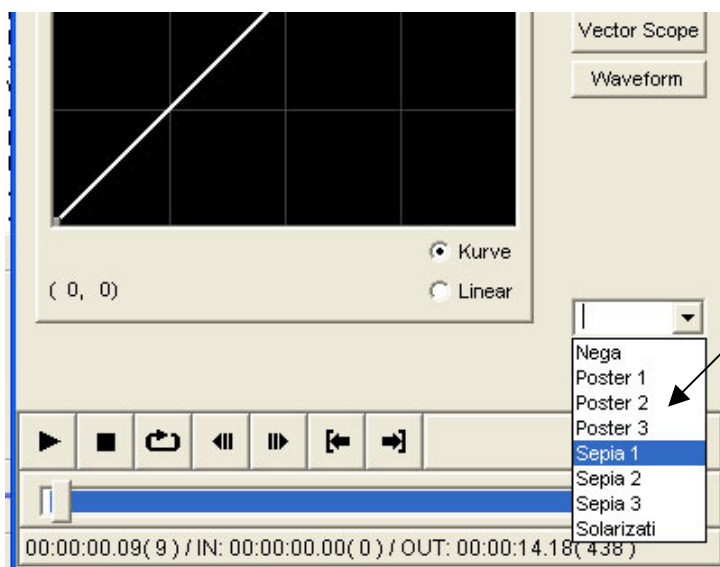 Vector Scope
Waveform
Kurve
( 0, 0)
Linear
Nega
Poster 1
Poster 2
Poster 3
Sepia 1
Sepia 2
Sepia 3
Solarizati
00:00:00.09( 9 ) / IN: 00:00:00.00( 0 ) / OUT: 00:00:14.18( 438 )